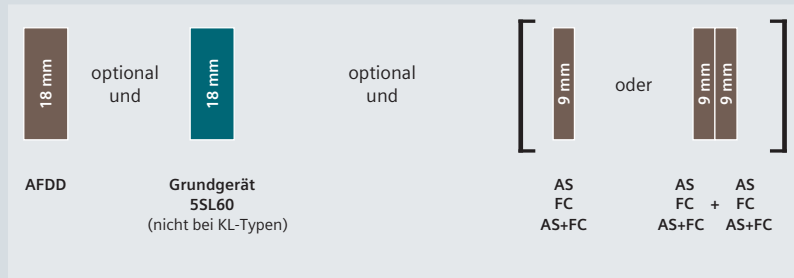 18 mm
optional
und
18 mm
optional
und
9 mm
oder
9 mm
9 mm
AFDD
Grundgerät
5SL60
(nicht bei KL-Typen)
AS
FC
AS+FC
AS AS
FC + FC
AS+FC AS+FC